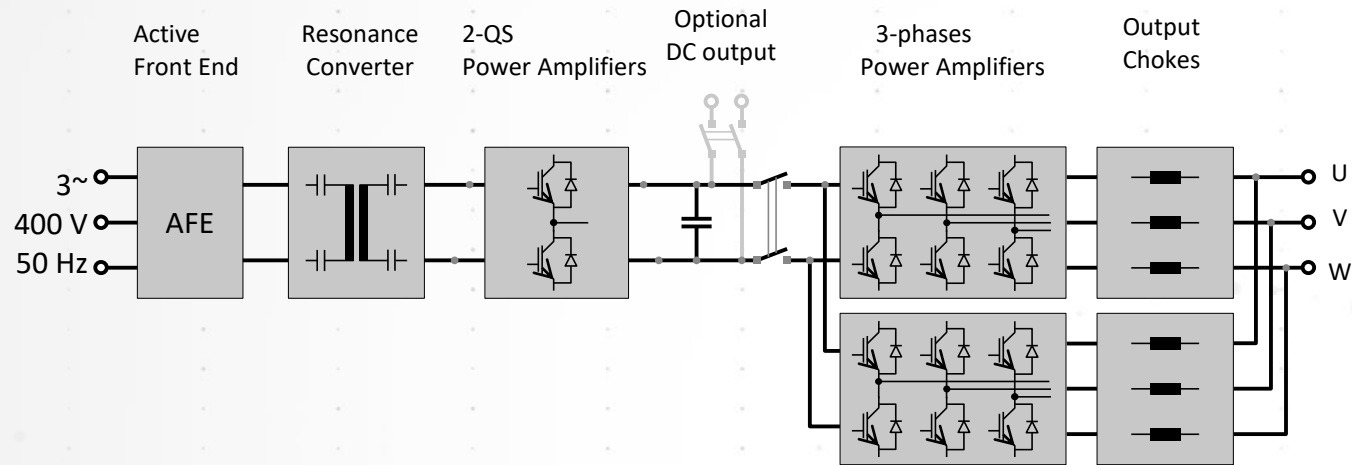 Active
Front End
Resonance
Converter
2-QS
Power Amplifiers
Optional
DC output
3-phases
Power Amplifiers
Output
Chokes
3~
400 V
50 Hz
AFE
U
V
W